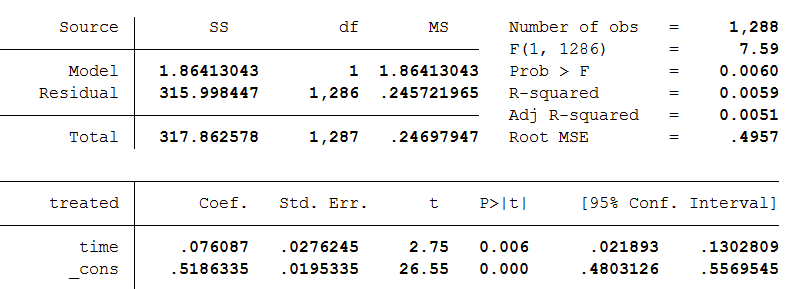 Source SS df MS Number of obs = 1,288
F(1, 1286) = 7.59
Model 1.86413043 1 1.86413043 Prob > F = 0.0060
Residual 315.998447 1,286 .245721965 R-squared = 0.0059
Adj R-squared = 0.0051
Total 317.862578 1,287 .24697947 Root MSE = .4957
treated Coef. Std. Err. t P>|t| [95% Conf. Interval]
time .076087 .0276245 2.75 0.006 .021893 .1302809
_cons .5186335 .0195335 26.55 0.000 .4803126 .5569545